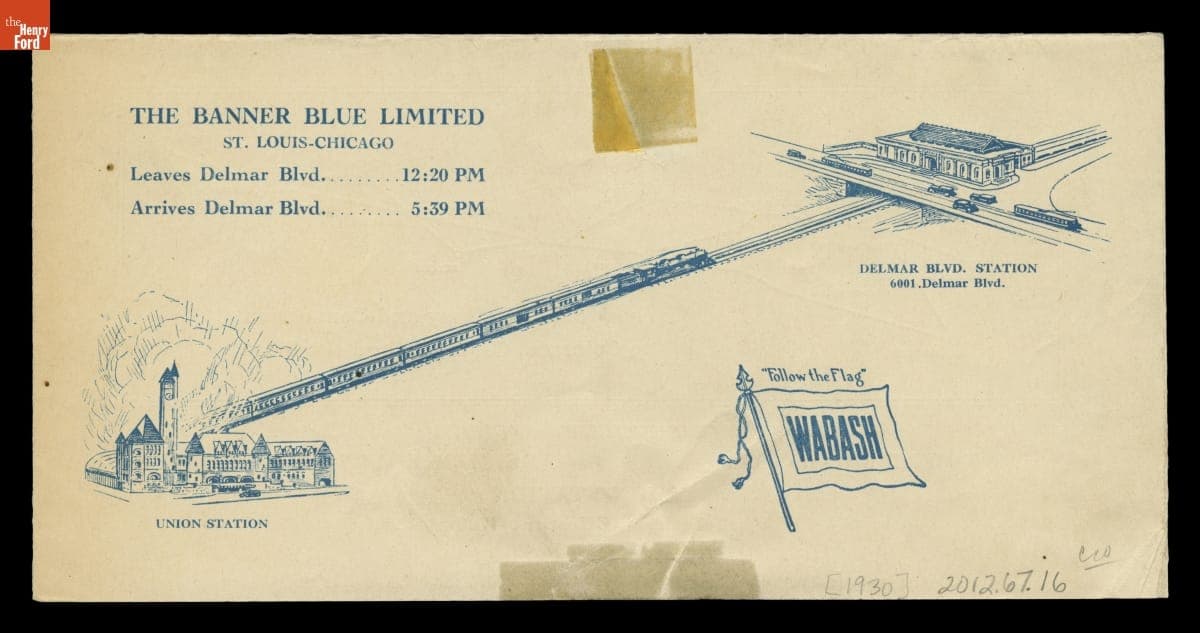 the
Henry
Ford
THE BANNER BLUE LIMITED
ST. LOUIS-CHICAGO
Leaves Delmar Blvd.........12:20 PM
Arrives Delmar Blvd........ 5:39 PM
DELMAR BLVD. STATION
6001.Delmar Blvd.
"Follow the Flag"
WABASH
UNION STATION
[1930] 2012.67.16